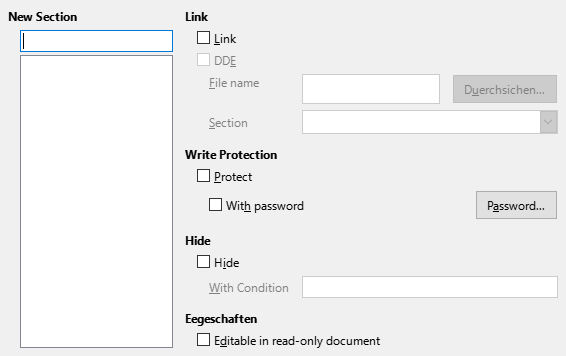 New Section
Link
Link
DDE
File name
Duerchsichen...
Section
Write Protection
Protect
With password
Password...
Hide
Hide
With Condition
Eegeschaften
Editable in read-only document